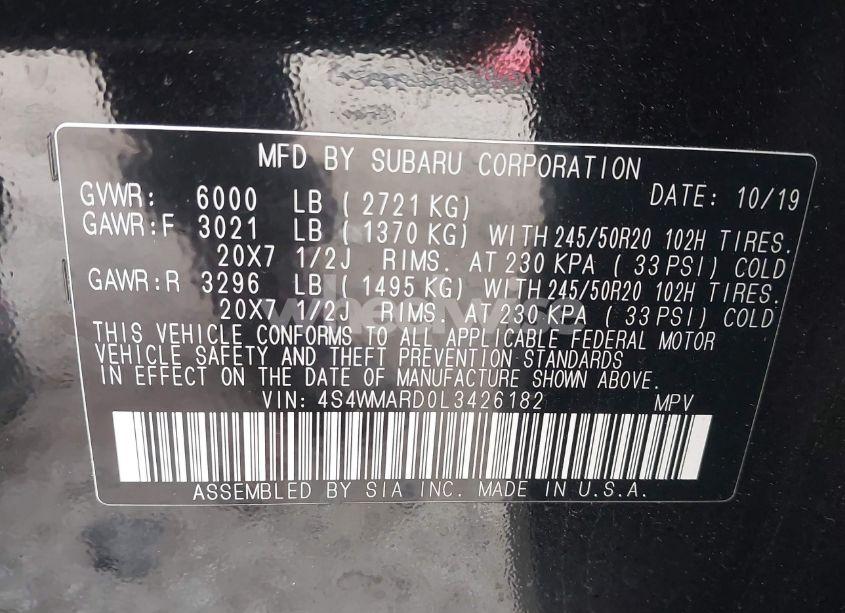 MFD BY SUBARU CORPORATION
GVWR: 6000 LB ( 2721 KG) DATE: 10/19
GAWR:F 3021 LB ( 1370 KG) WITH 245/50R20 102H TIRES.
20X7 1/2J RIMS. AT 230 KPA ( 33 PSI) COLD
GAWR:R 3296 LB ( 1495 KG) WITH 245/50R20 102H TIRES.
20X7 1/2J RIMS. AT 230 KPA ( 33 PSI) COLD
THIS VEHICLE CONFORMS TO ALL APPLICABLE FEDERAL MOTOR
VEHICLE SAFETY AND THEFT PREVENTION STANDARDS
IN EFFECT ON THE DATE OF MANUFACTURE SHOWN ABOVE.
VIN: 4S4WMARD0L3426182 MPV
ASSEMBLED BY SIA INC. MADE IN U.S.A.